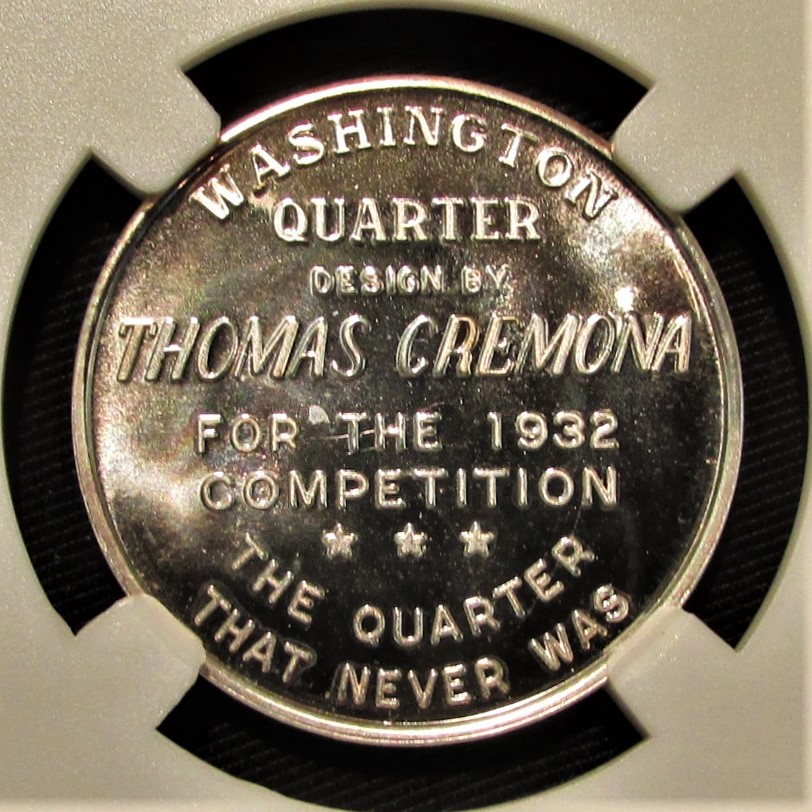 WASHINGTON
QUARTER
DESIGN BY
THOMAS CREMONA
FOR THE 1932
COMPETITION
★ ★ ★
THE QUARTER
THAT NEVER WAS